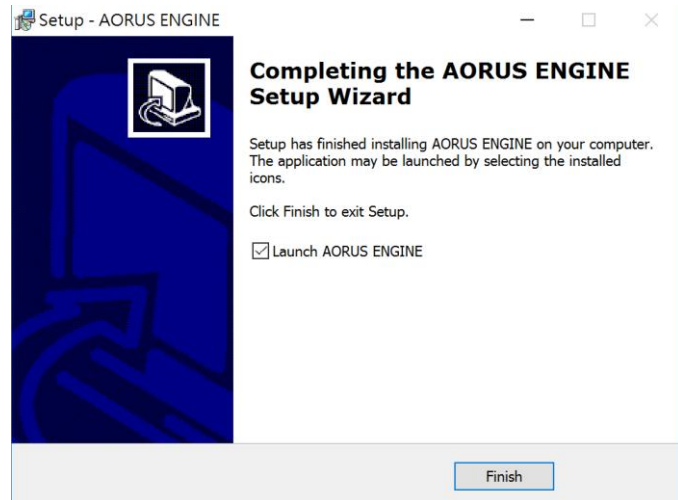 Setup - AORUS ENGINE
Completing the AORUS ENGINE
Setup Wizard
Setup has finished installing AORUS ENGINE on your computer.
The application may be launched by selecting the installed
icons.
Click Finish to exit Setup.
Launch AORUS ENGINE
Finish